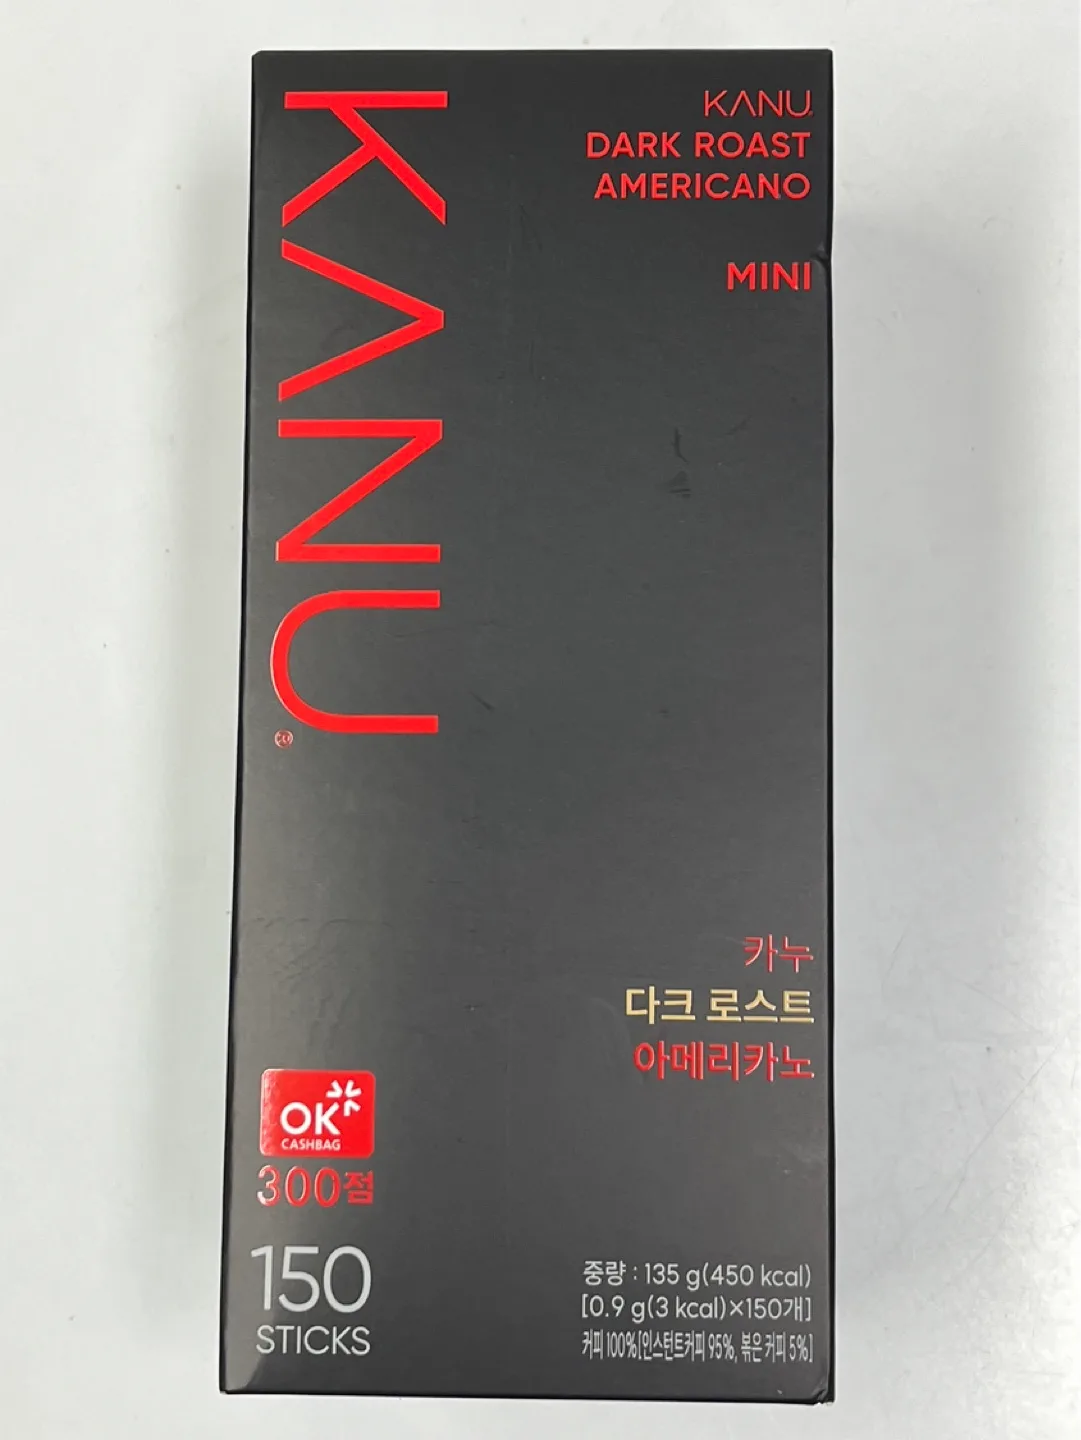 KANU®
KANU®
DARK ROAST
AMERICANO
MINI
카누
다크 로스트
아메리카노
OK
CASHBAG
300점
150
STICKS
중량 : 135 g(450 kcal)
[0.9 g(3 kcal)×150개]
커피 100%[인스턴트커피 95%, 볶은 커피 5%]